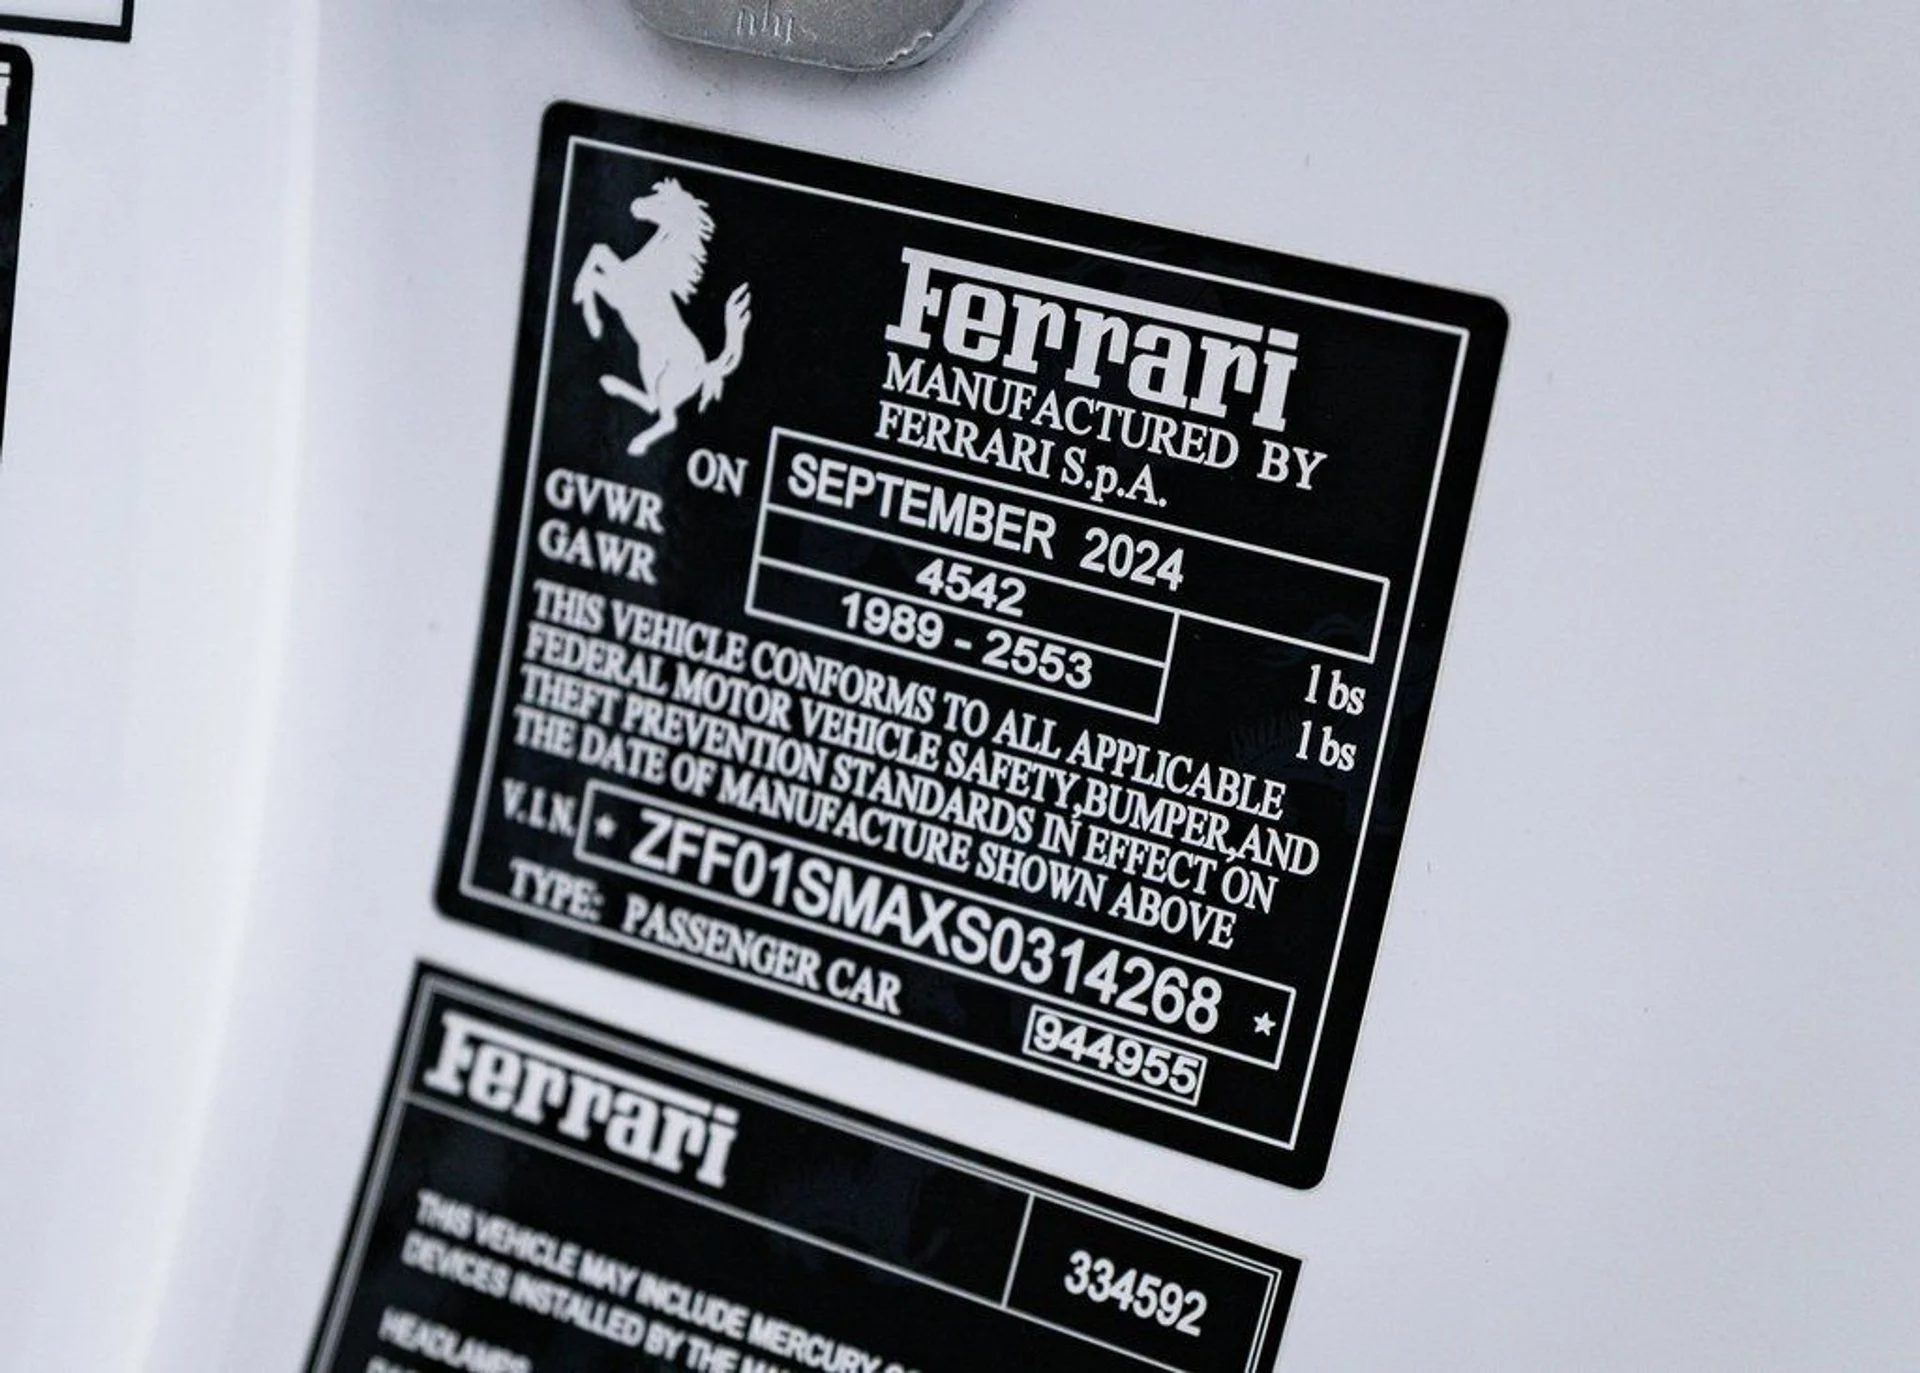 Ferrari
MANUFACTURED BY
FERRARI S.p.A.
ON SEPTEMBER 2024
GVWR 4542 lbs
GAWR 1989 - 2553 lbs
THIS VEHICLE CONFORMS TO ALL APPLICABLE
FEDERAL MOTOR VEHICLE SAFETY,BUMPER,AND
THEFT PREVENTION STANDARDS IN EFFECT ON
THE DATE OF MANUFACTURE SHOWN ABOVE
V.I.N. * ZFF01SMAXS0314268 *
TYPE: PASSENGER CAR
944955
Ferrari
334592
THIS VEHICLE MAY INCLUDE MERCURY
DEVICES INSTALLED BY THE
HEADLAMPS